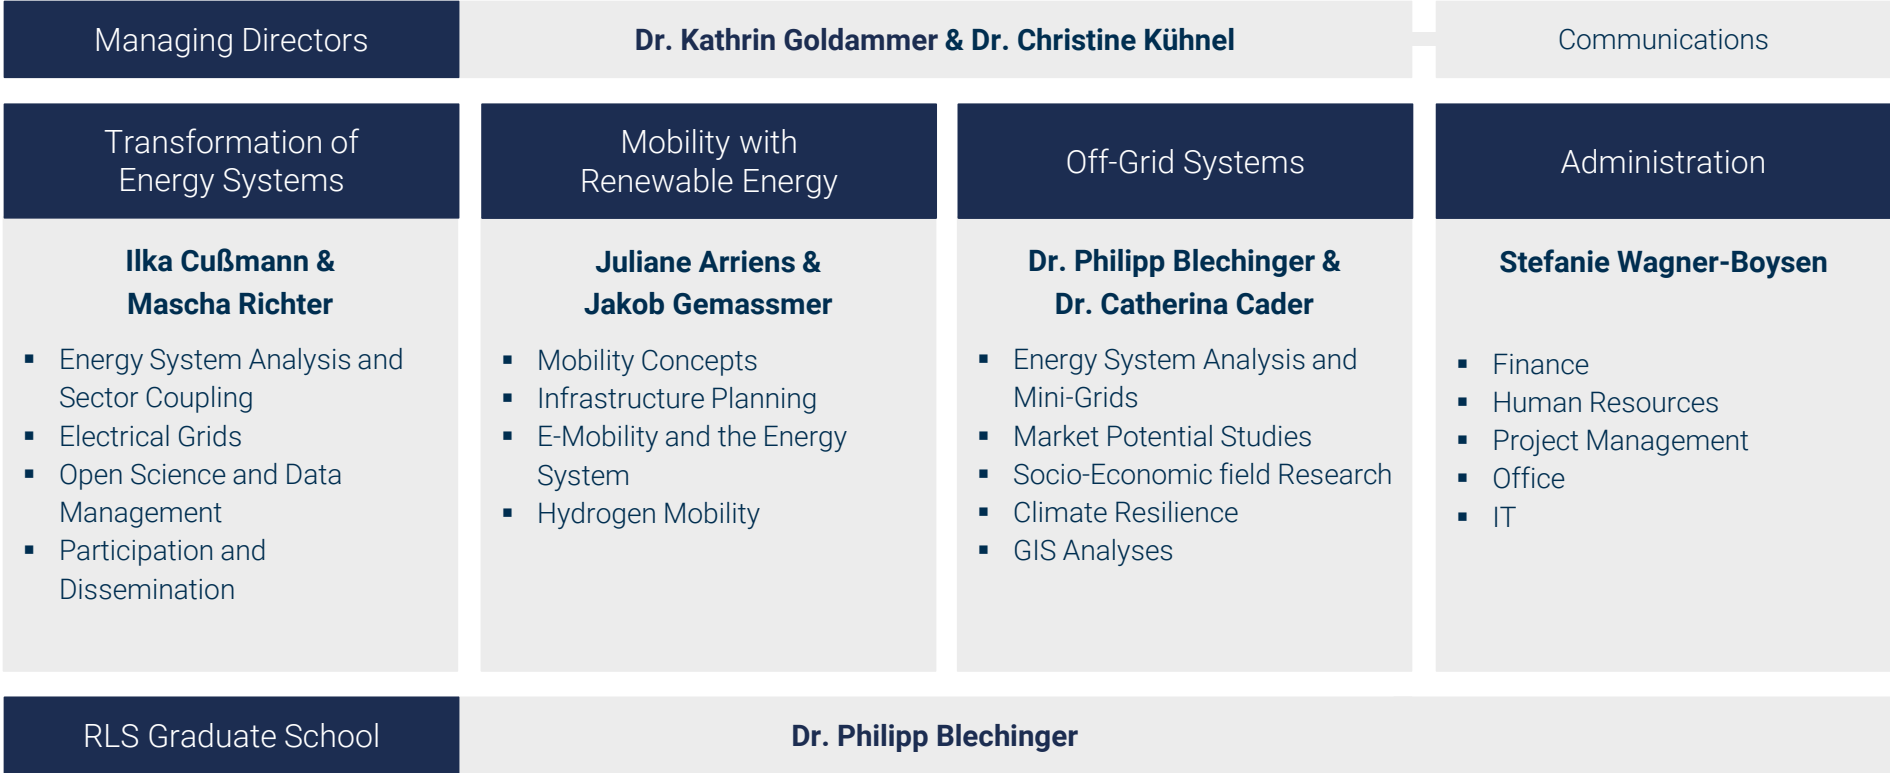 Managing Directors
Dr. Kathrin Goldammer & Dr. Christine Kühnel
Communications
Transformation of
Energy Systems
Ilka Cußmann &
Mascha Richter
▪ Energy System Analysis and
Sector Coupling
▪ Electrical Grids
▪ Open Science and Data
Management
▪ Participation and
Dissemination
Mobility with
Renewable Energy
Juliane Arriens &
Jakob Gemassmer
▪ Mobility Concepts
▪ Infrastructure Planning
▪ E-Mobility and the Energy
System
▪ Hydrogen Mobility
Off-Grid Systems
Dr. Philipp Blechinger &
Dr. Catherina Cader
▪ Energy System Analysis and
Mini-Grids
▪ Market Potential Studies
▪ Socio-Economic field Research
▪ Climate Resilience
▪ GIS Analyses
Administration
Stefanie Wagner-Boysen
▪ Finance
▪ Human Resources
▪ Project Management
▪ Office
▪ IT
RLS Graduate School
Dr. Philipp Blechinger